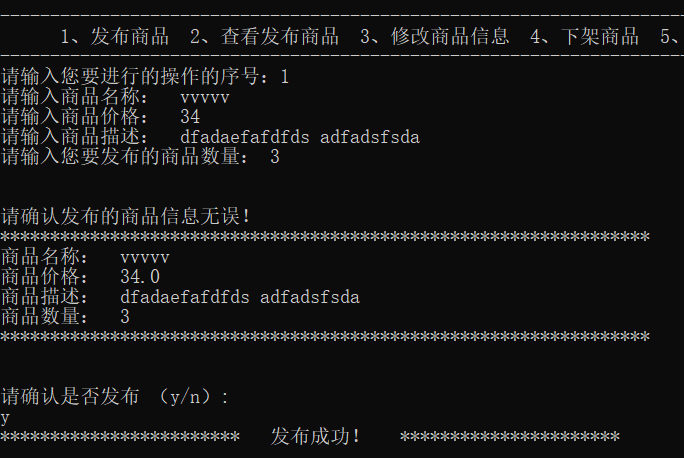 --------------------------------------------------------------------
1、发布商品  2、查看发布商品  3、修改商品信息  4、下架商品  5、
--------------------------------------------------------------------
请输入您要进行的操作的序号：1
请输入商品名称：  vvvvv
请输入商品价格：  34
请输入商品描述：  dfadaefafdfds adfadsfsda
请输入您要发布的商品数量： 3
请确认发布的商品信息无误！
*****************************************************************
商品名称：  vvvvv
商品价格：  34.0
商品描述：  dfadaefafdfds adfadsfsda
商品数量：  3
*****************************************************************
请确认是否发布 （y/n）：
y
************************   发布成功！   **********************